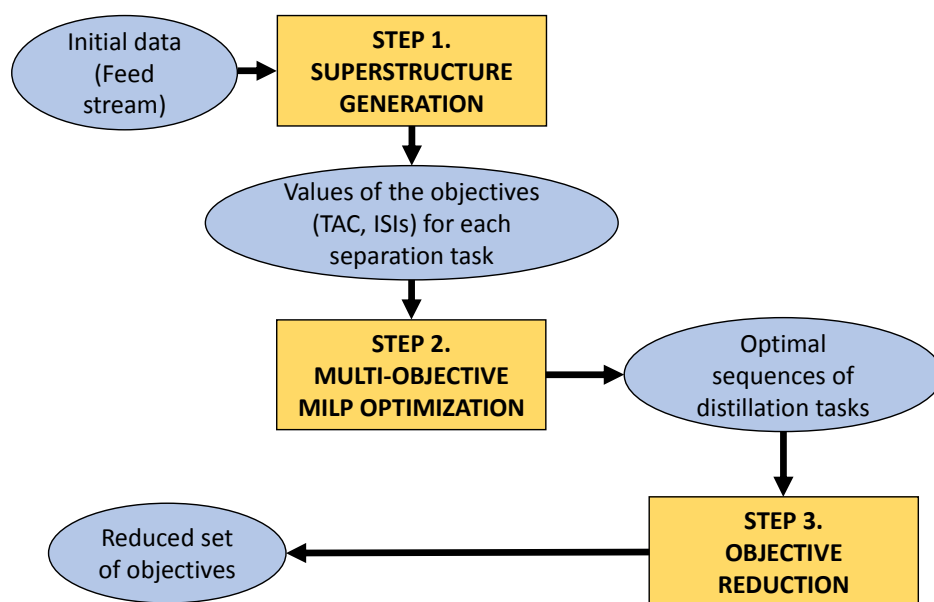 Initial data
(Feed
stream)
STEP 1.
SUPERSTRUCTURE
GENERATION
Values of the objectives
(TAC, ISIs) for each
separation task
STEP 2.
MULTI-OBJECTIVE
MILP OPTIMIZATION
Optimal
sequences of
distillation tasks
STEP 3.
OBJECTIVE
REDUCTION
Reduced set
of objectives